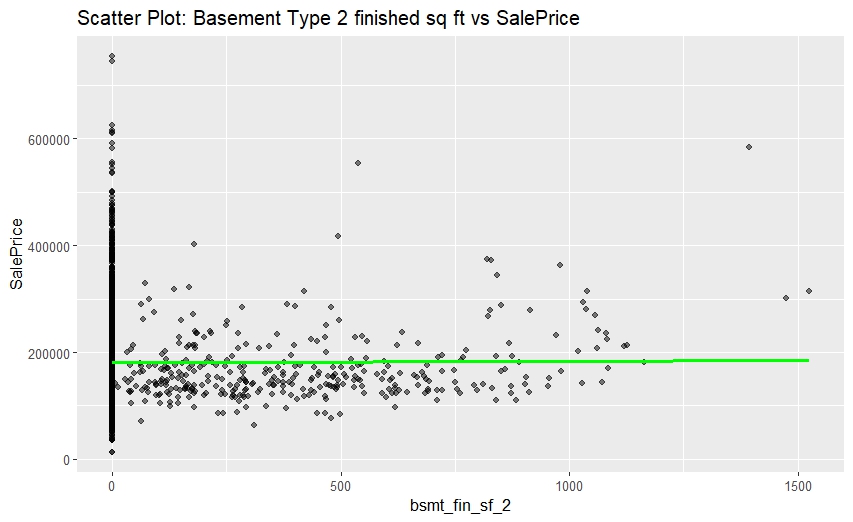 Scatter Plot: Basement Type 2 finished sq ft vs SalePrice
SalePrice
600000
400000
200000
0
0
500
1000
1500
bsmt_fin_sf_2